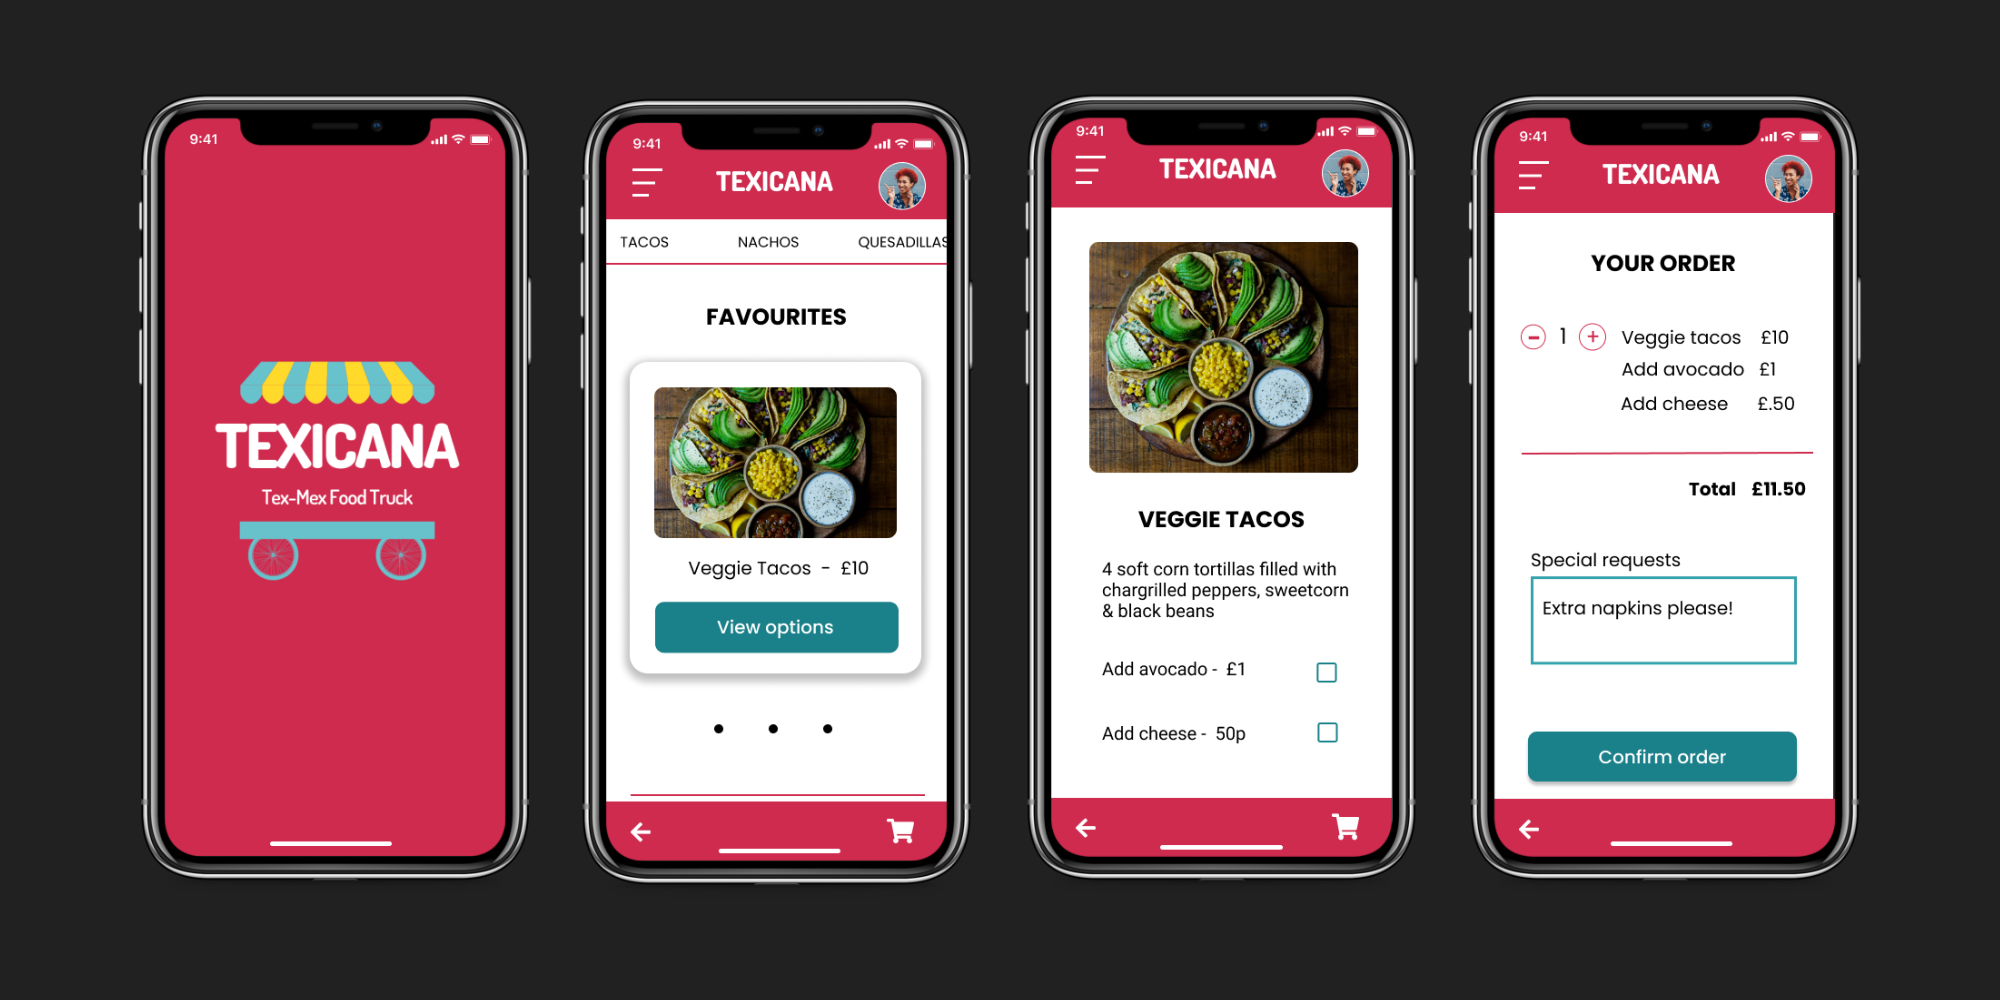 9:41
TEXICANA
Tex-Mex Food Truck
9:41
TEXICANA
TACOS NACHOS QUESADILLAS
FAVOURITES
Veggie Tacos - £10
View options
9:41
TEXICANA
VEGGIE TACOS
4 soft corn tortillas filled with
chargrilled peppers, sweetcorn
& black beans
Add avocado - £1
Add cheese - 50p
9:41
TEXICANA
YOUR ORDER
1 Veggie tacos £10
Add avocado £1
Add cheese £.50
Total £11.50
Special requests
Extra napkins please!
Confirm order